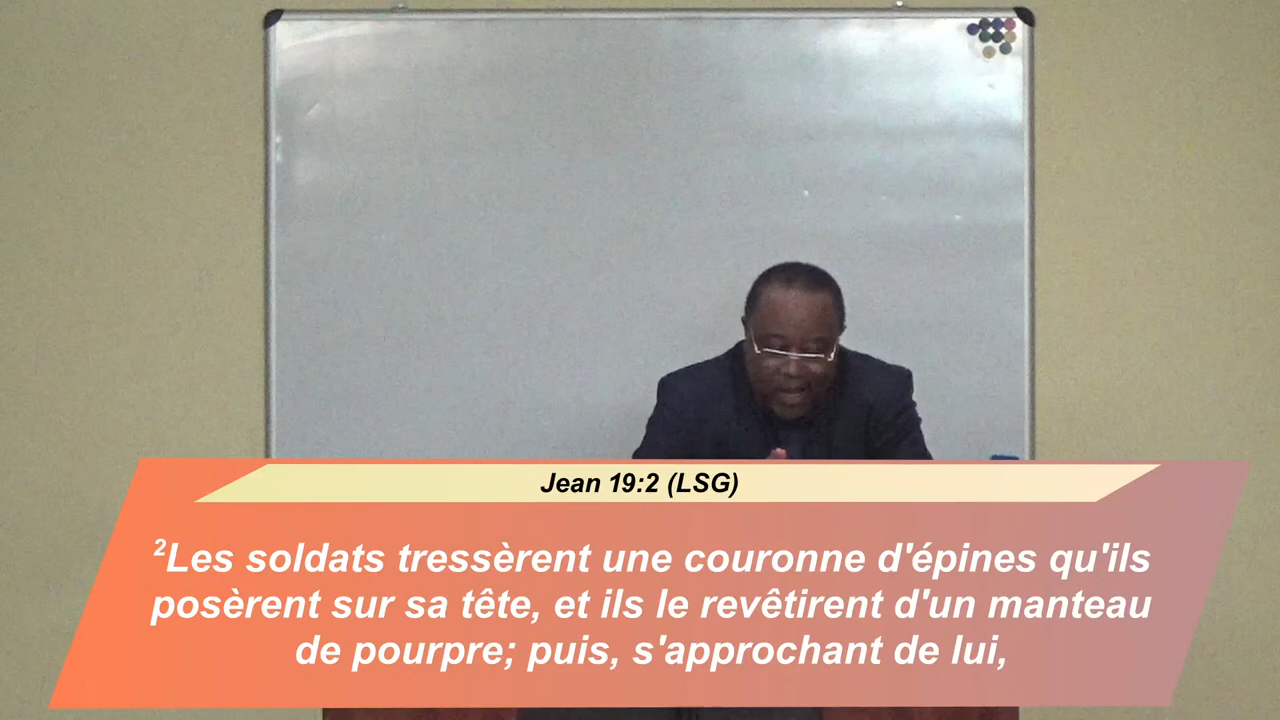 Jean 19:2 (LSG)
²Les soldats tressèrent une couronne d'épines qu'ils
posèrent sur sa tête, et ils le revêtirent d'un manteau
de pourpre; puis, s'approchant de lui,